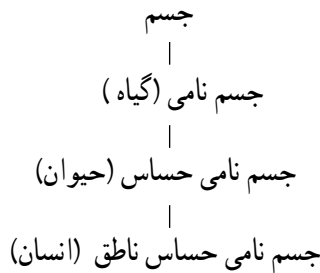 جسم
جسم نامی (گیاه )
جسم نامی حساس (حیوان)
جسم نامی حساس ناطق (انسان)